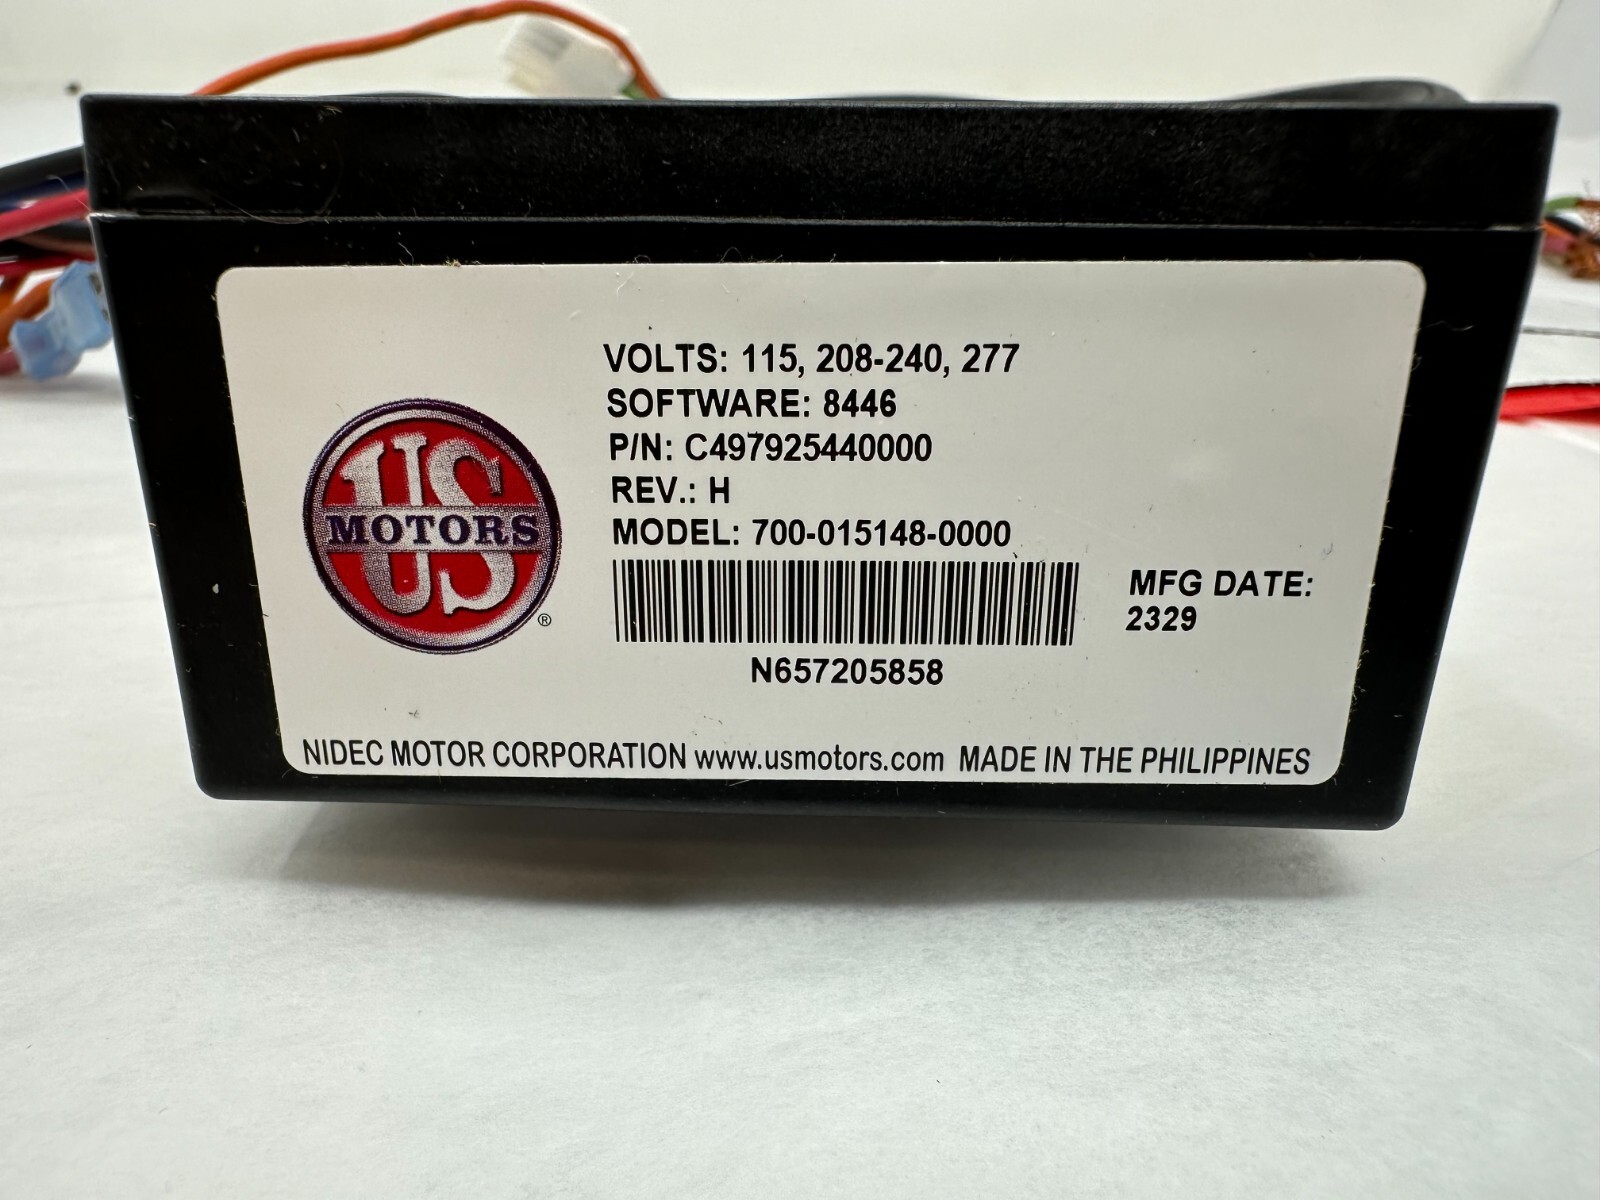 VOLTS: 115, 208-240, 277
SOFTWARE: 8446
P/N: C497925440000
REV.: H
MODEL: 700-015148-0000
US
MOTORS
®
MFG DATE:
2329
N657205858
NIDEC MOTOR CORPORATION www.usmotors.com MADE IN THE PHILIPPINES